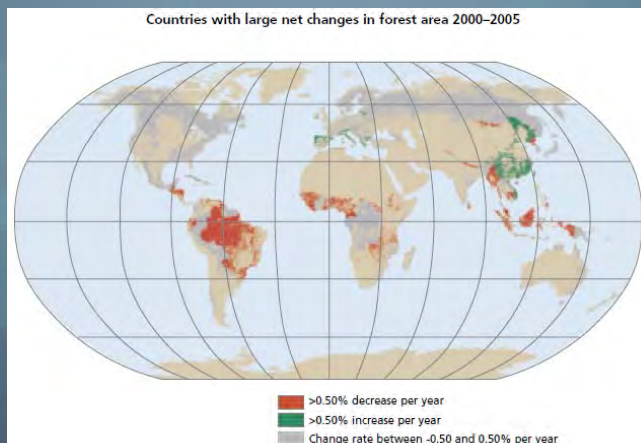 Countries with large net changes in forest area 2000–2005
>0.50% decrease per year
>0.50% increase per year
Change rate between -0.50 and 0.50% per year